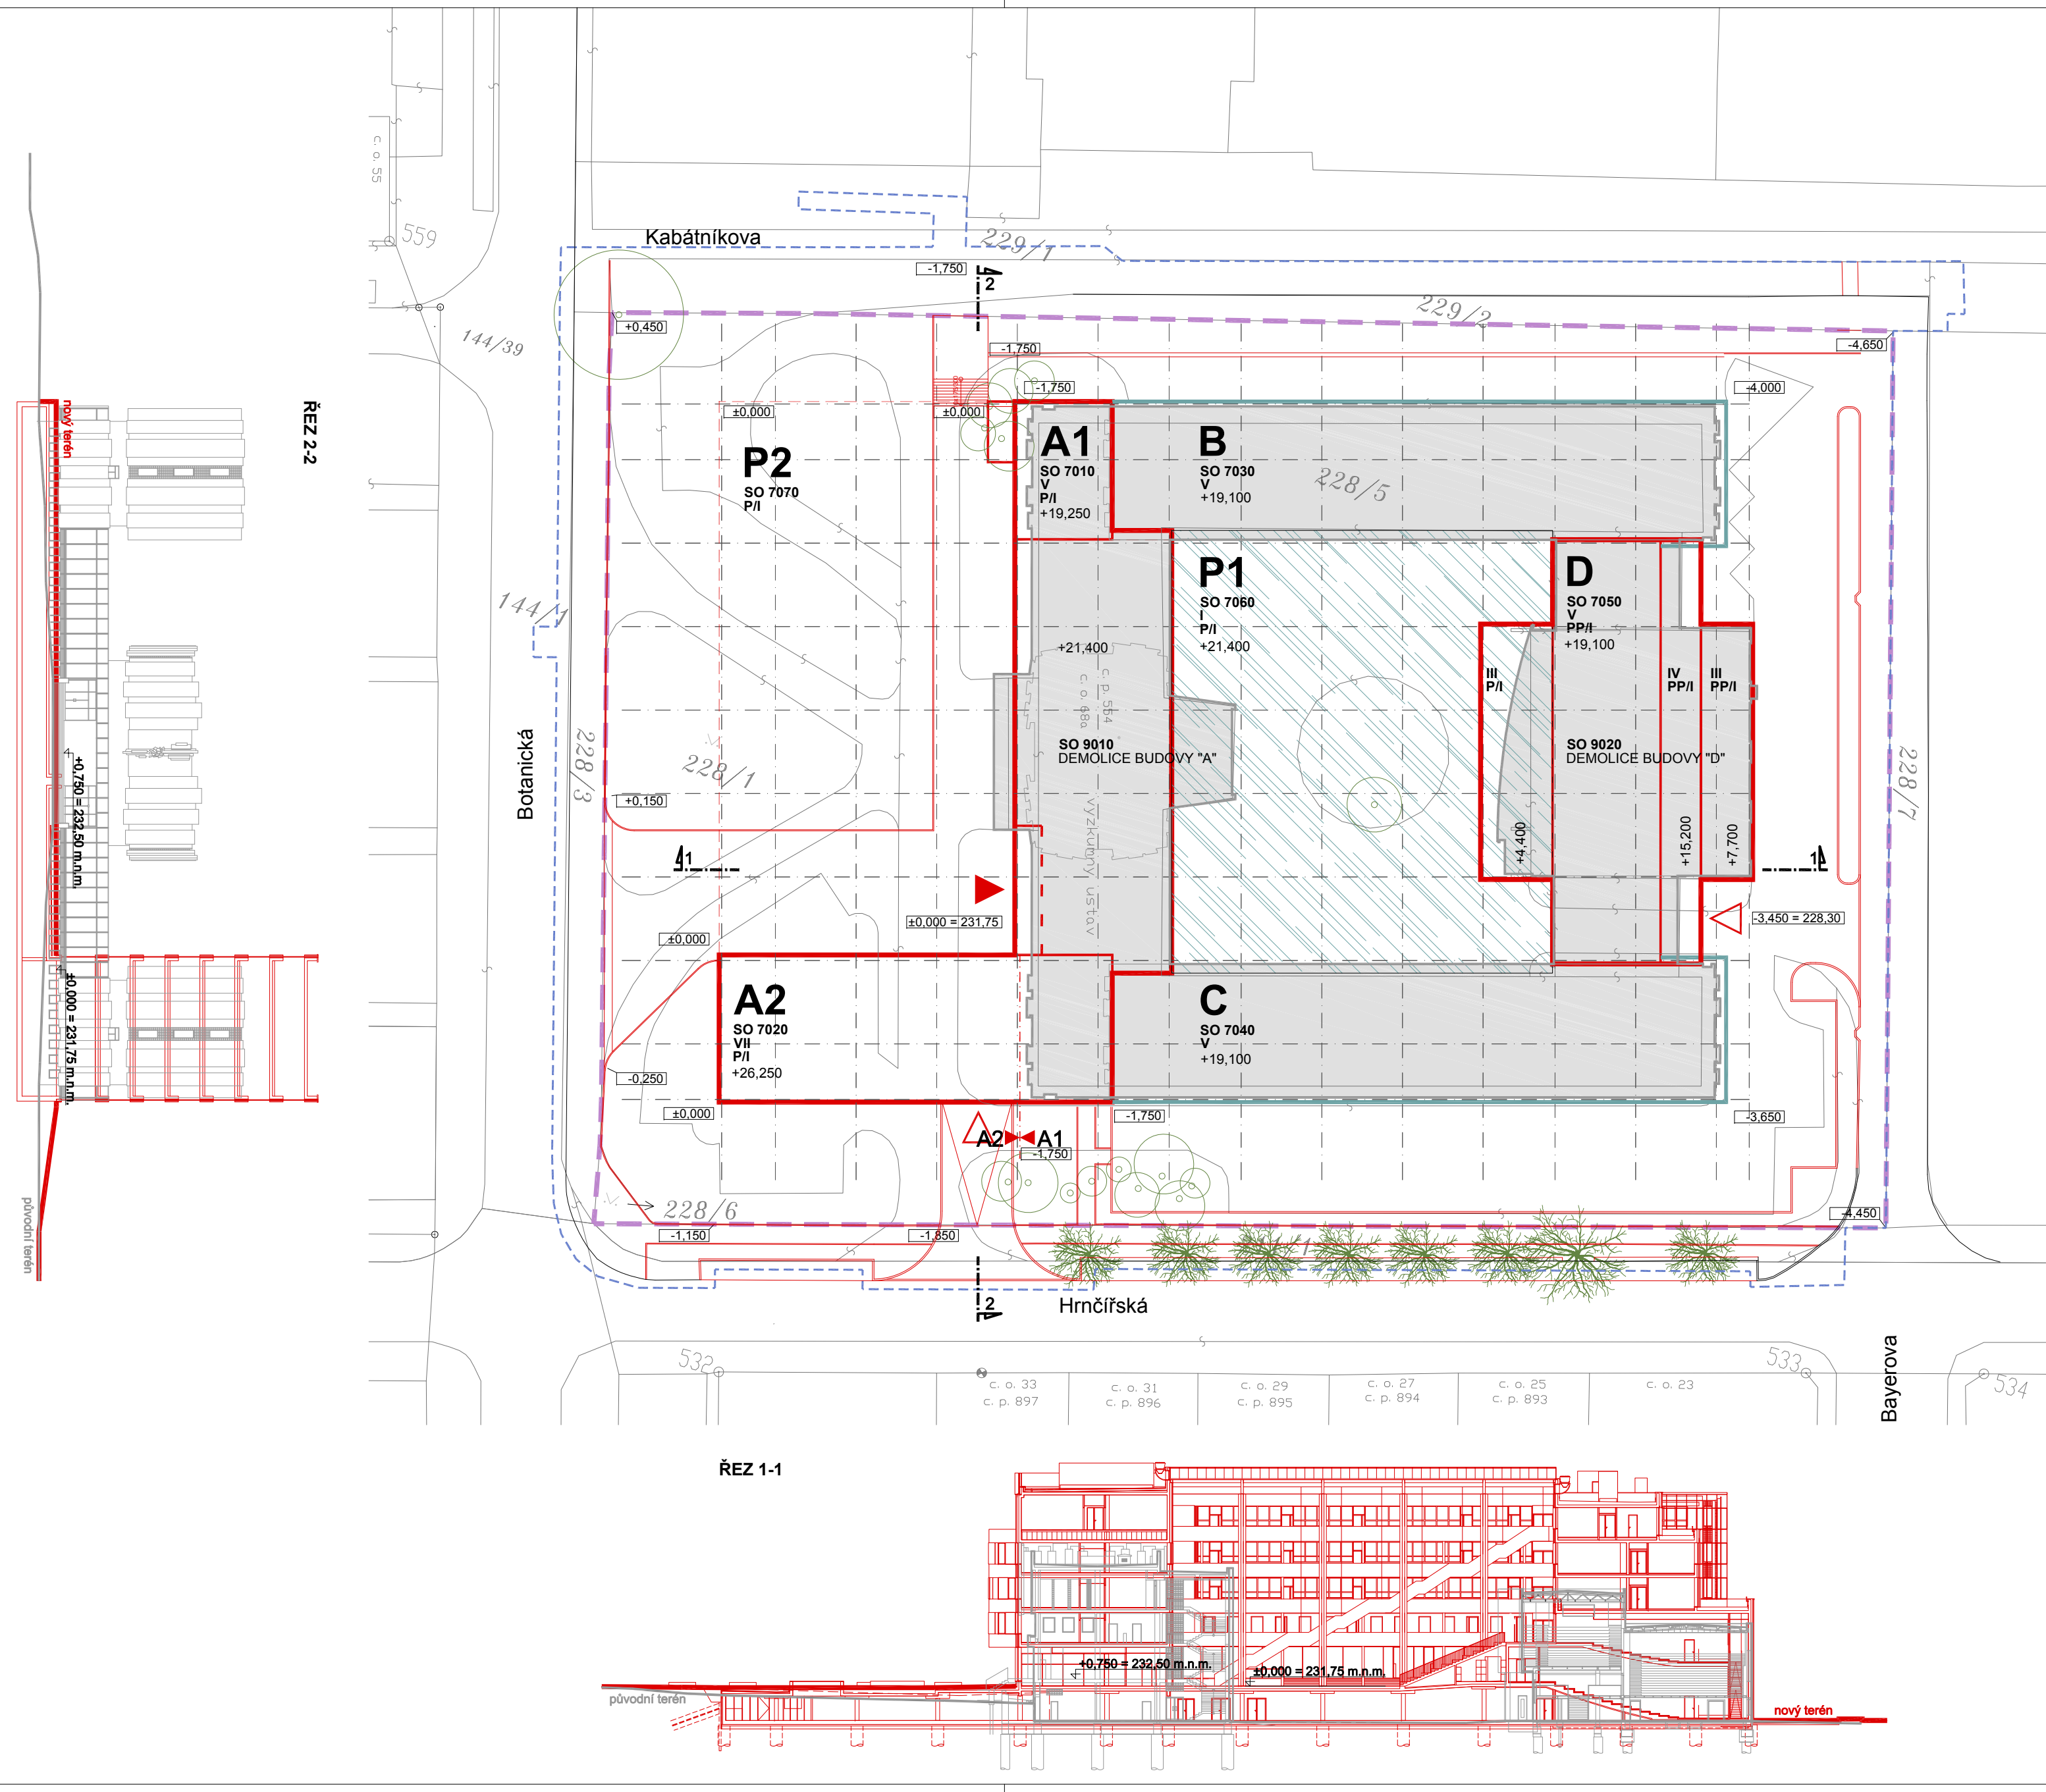 c. o. 55
559
Kabátníkova
229/1
-1,750
2
229/2
+0,450
144/39
-1,750
-4,650
-1,750
-4,000
±0,000
±0,000
ŘEZ 2-2
nový terén
P2
SO 7070
P/I
A1
SO 7010
V
P/I
+19,250
B
SO 7030
V
+19,100
228/5
144/1
P1
SO 7060
I
P/I
+21,400
D
SO 7050
V
PP/I
+19,100
+21,400
c. p. 554
c. o. 68a
III
P/I
IV
PP/I
III
PP/I
Botanická
228/3
228/1
SO 9010
DEMOLICE BUDOVY "A"
SO 9020
DEMOLICE BUDOVY "D"
228/7
+0,750 = 232,50 m.n.m.
+0,150
výzkumný ústav
+4,400
+15,200
+7,700
1
1
±0,000 = 231,75
-3,450 = 228,30
±0,000
±0,000 = 231,75 m.n.m.
A2
SO 7020
VII
P/I
+26,250
C
SO 7040
V
+19,100
-0,250
±0,000
-1,750
-3,650
A2
A1
-1,750
původní terén
228/6
-4,450
-1,150
-1,850
2
Hrnčířská
Bayerova
532
533
534
c. o. 33
c. p. 897
c. o. 31
c. p. 896
c. o. 29
c. p. 895
c. o. 27
c. p. 894
c. o. 25
c. p. 893
c. o. 23
ŘEZ 1-1
+0,750 = 232,50 m.n.m.
±0,000 = 231,75 m.n.m.
původní terén
nový terén